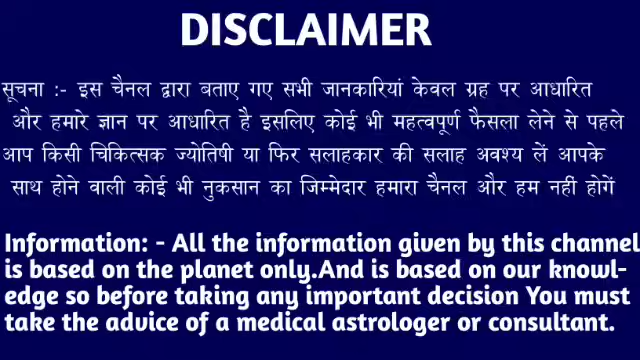 DISCLAIMER
सूचना :- इस चैनल द्वारा बताए गए सभी जानकारियां केवल ग्रह पर आधारित
और हमारे ज्ञान पर आधारित है इसलिए कोई भी महत्वपूर्ण फैसला लेने से पहले
आप किसी चिकित्सक ज्योतिषी या फिर सलाहकार की सलाह अवश्य लें आपके
साथ होने वाली कोई भी नुकसान का जिम्मेदार हमारा चैनल और हम नहीं होगें
Information: - All the information given by this channel
is based on the planet only.And is based on our knowl-
edge so before taking any important decision You must
take the advice of a medical astrologer or consultant.